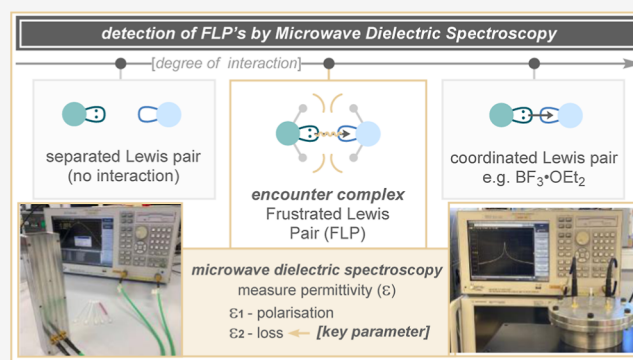 detection of FLP's by Microwave Dielectric Spectroscopy
[degree of interaction]
separated Lewis pair
(no interaction)
encounter complex
Frustrated Lewis
Pair (FLP)
coordinated Lewis pair
e.g. BF₃•OEt₂
microwave dielectric spectroscopy
measure permittivity (ε)
ε1 - polarisation
ε2 - loss [key parameter]